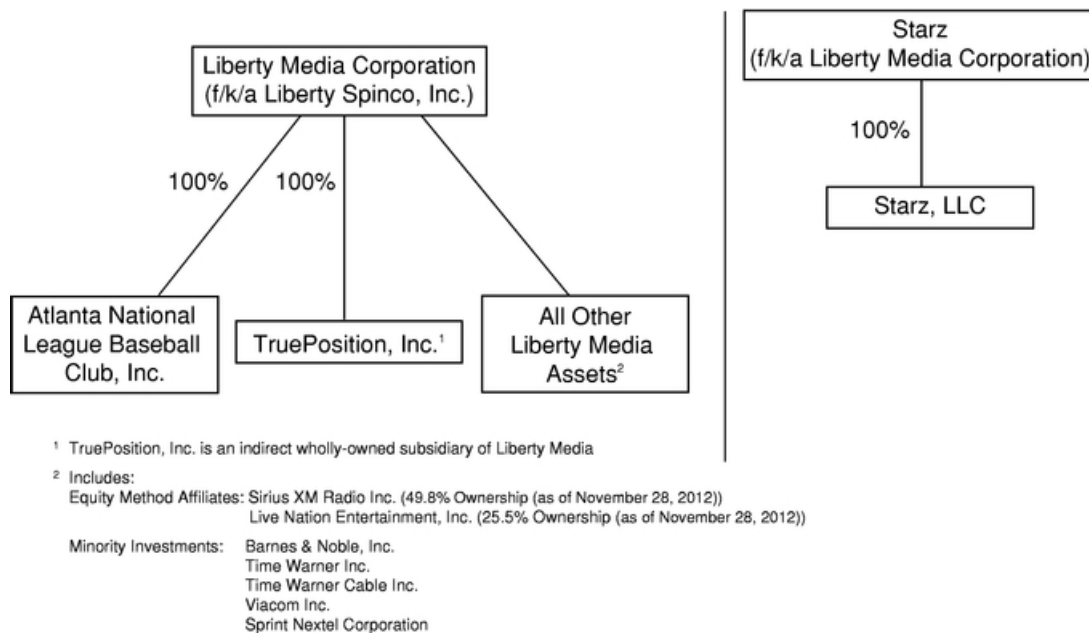 Liberty Media Corporation
(f/k/a Liberty Spinco, Inc.)
100%
100%
Atlanta National
League Baseball
Club, Inc.
TruePosition, Inc.¹
All Other
Liberty Media
Assets²
Starz
(f/k/a Liberty Media Corporation)
100%
Starz, LLC
¹ TruePosition, Inc. is an indirect wholly-owned subsidiary of Liberty Media
² Includes:
Equity Method Affiliates: Sirius XM Radio Inc. (49.8% Ownership (as of November 28, 2012))
Live Nation Entertainment, Inc. (25.5% Ownership (as of November 28, 2012))
Minority Investments: Barnes & Noble, Inc.
Time Warner Inc.
Time Warner Cable Inc.
Viacom Inc.
Sprint Nextel Corporation